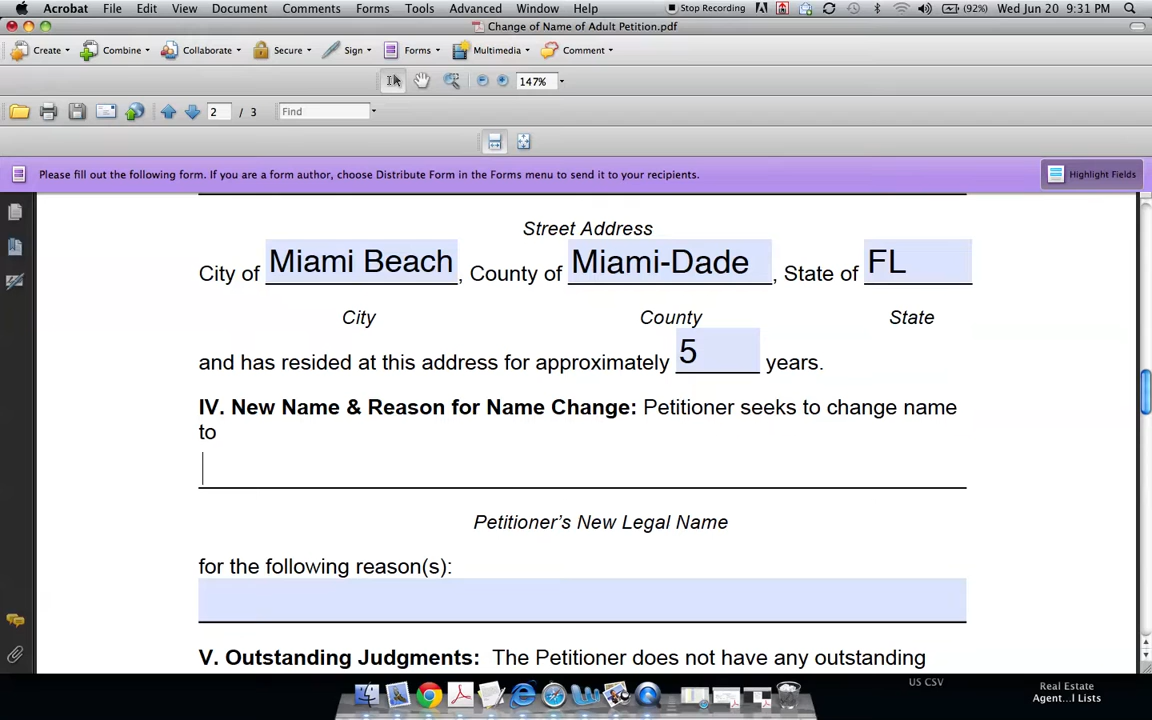 Acrobat File Edit View Document Comments Forms Tools Advanced Window Help Stop Recording (92%) Wed Jun 20 9:31 PM
Change of Name of Adult Petition.pdf
Create Combine Collaborate Secure Sign Forms Multimedia Comment
147%
2 / 3 Find
Please fill out the following form. If you are a form author, choose Distribute Form in the Forms menu to send it to your recipients. Highlight Fields
Street Address
City of Miami Beach, County of Miami-Dade, State of FL
City County State
and has resided at this address for approximately 5 years.
IV. New Name & Reason for Name Change: Petitioner seeks to change name
to
Petitioner's New Legal Name
for the following reason(s):
V. Outstanding Judgments: The Petitioner does not have any outstanding
US CSV
Real Estate
Agent...l Lists